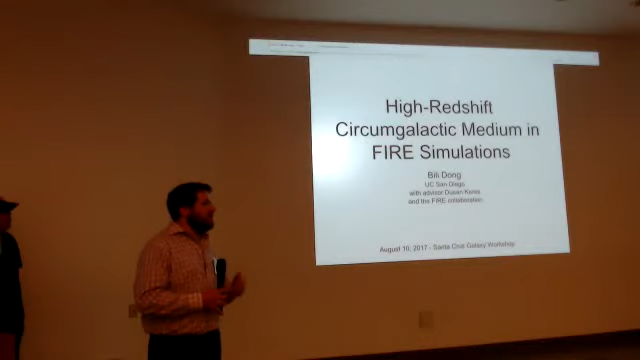 High-Redshift
Circumgalactic Medium in
FIRE Simulations
Bili Dong
UC San Diego
with advisor Dusan Keres
and the FIRE collaboration
August 10, 2017 - Santa Cruz Galaxy Workshop